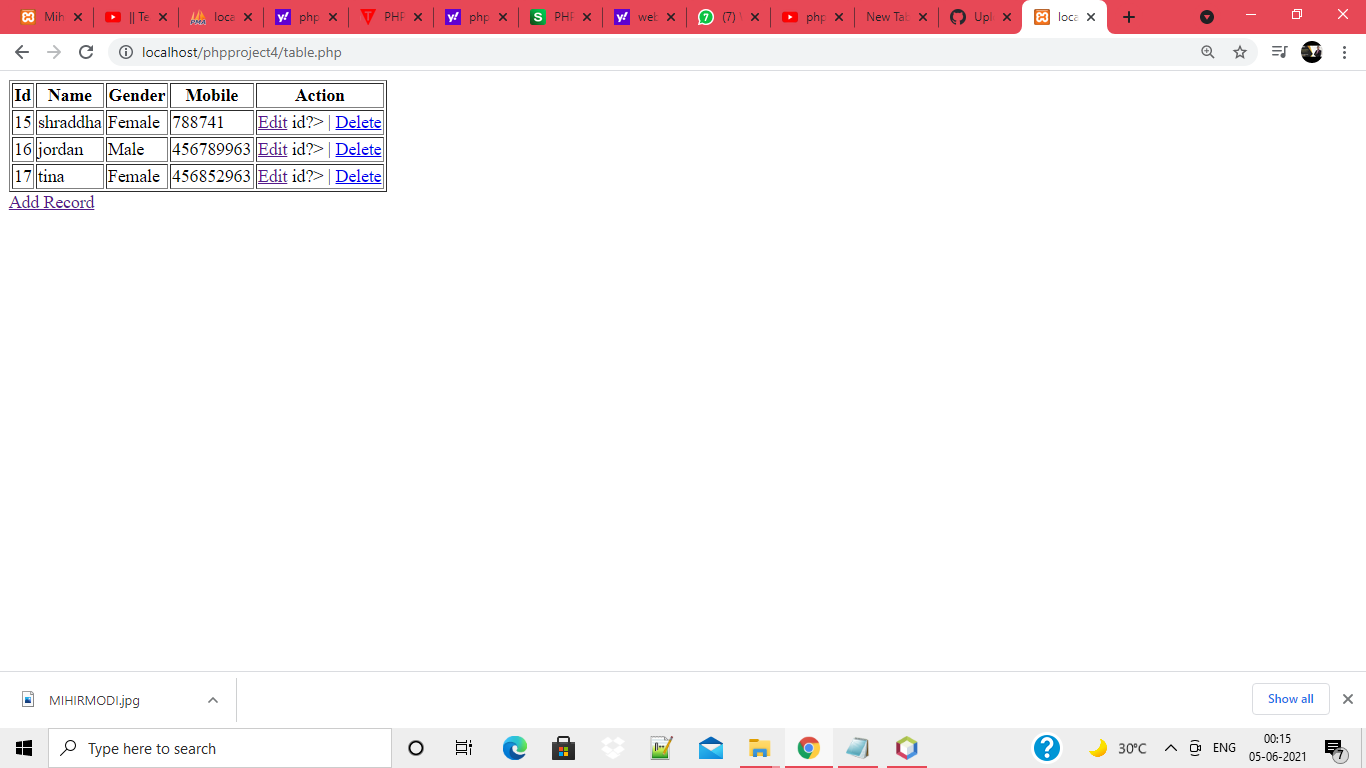 Mih || Te loca php PHP php PHP web (7) php New Tab Upl loca
localhost/phpproject4/table.php
Id Name Gender Mobile Action
15 shraddha Female 788741 Edit id?> | Delete
16 jordan Male 456789963 Edit id?> | Delete
17 tina Female 456852963 Edit id?> | Delete
Add Record
MIHIRMODI.jpg Show all
Type here to search 30°C ENG 00:15
05-06-2021 7